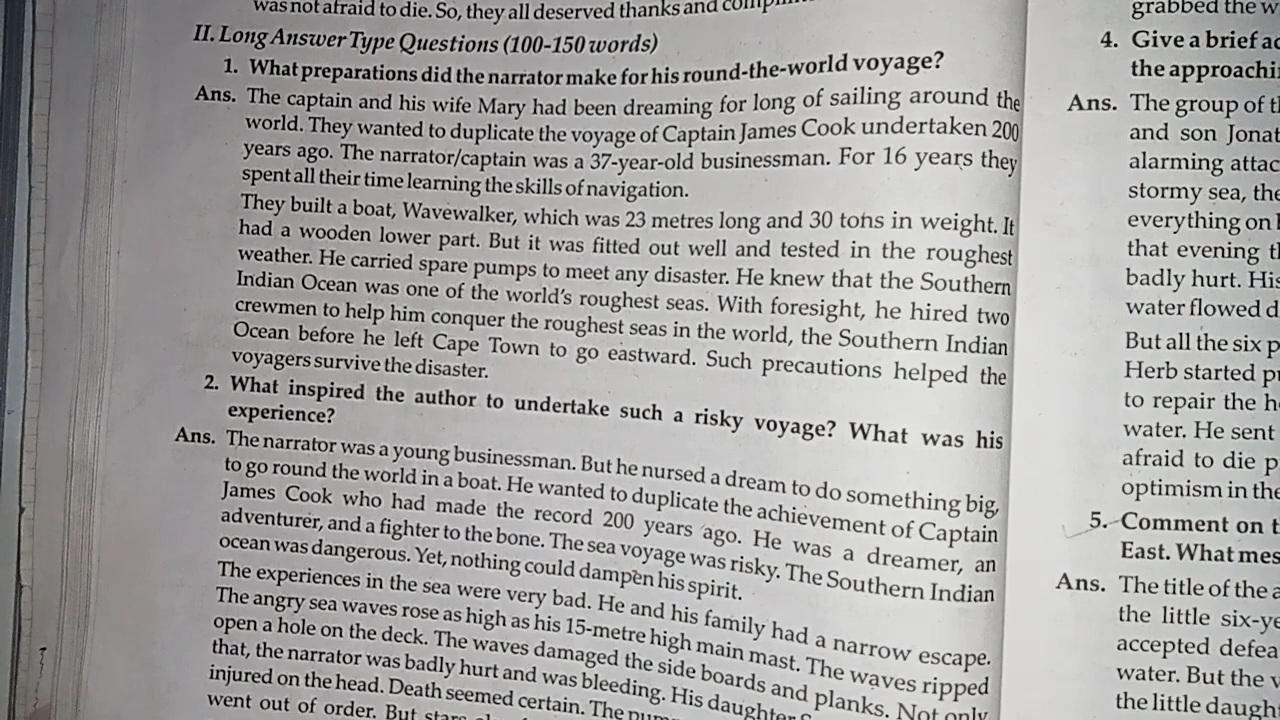 was not afraid to die. So, they all deserved thanks and
II. Long Answer Type Questions (100-150 words)
1. What preparations did the narrator make for his round-the-world voyage?
Ans. The captain and his wife Mary had been dreaming for long of sailing around the
world. They wanted to duplicate the voyage of Captain James Cook undertaken 200
years ago. The narrator/captain was a 37-year-old businessman. For 16 years they
spent all their time learning the skills of navigation.
They built a boat, Wavewalker, which was 23 metres long and 30 tons in weight. It
had a wooden lower part. But it was fitted out well and tested in the roughest
weather. He carried spare pumps to meet any disaster. He knew that the Southern
Indian Ocean was one of the world's roughest seas. With foresight, he hired two
crewmen to help him conquer the roughest seas in the world, the Southern Indian
Ocean before he left Cape Town to go eastward. Such precautions helped the
voyagers survive the disaster.
2. What inspired the author to undertake such a risky voyage? What was his
experience?
Ans. The narrator was a young businessman. But he nursed a dream to do something big,
to go round the world in a boat. He wanted to duplicate the achievement of Captain
James Cook who had made the record 200 years ago. He was a dreamer, an
adventurer, and a fighter to the bone. The sea voyage was risky. The Southern Indian
ocean was dangerous. Yet, nothing could dampen his spirit.
The experiences in the sea were very bad. He and his family had a narrow escape.
The angry sea waves rose as high as his 15-metre high main mast. The waves ripped
open a hole on the deck. The waves damaged the side boards and planks. Not only
that, the narrator was badly hurt and was bleeding. His daughter
injured on the head. Death seemed certain. The
went out of order. But
grabbed the w
4. Give a brief ac
the approachi
Ans. The group of t
and son Jonat
alarming attac
stormy sea, the
everything on
that evening t
badly hurt. His
water flowed d
But all the six p
Herb started p
to repair the h
water. He sent
afraid to die p
optimism in the
5. Comment on t
East. What mes
Ans. The title of the a
the little six-ye
accepted defea
water. But the
the little daugh